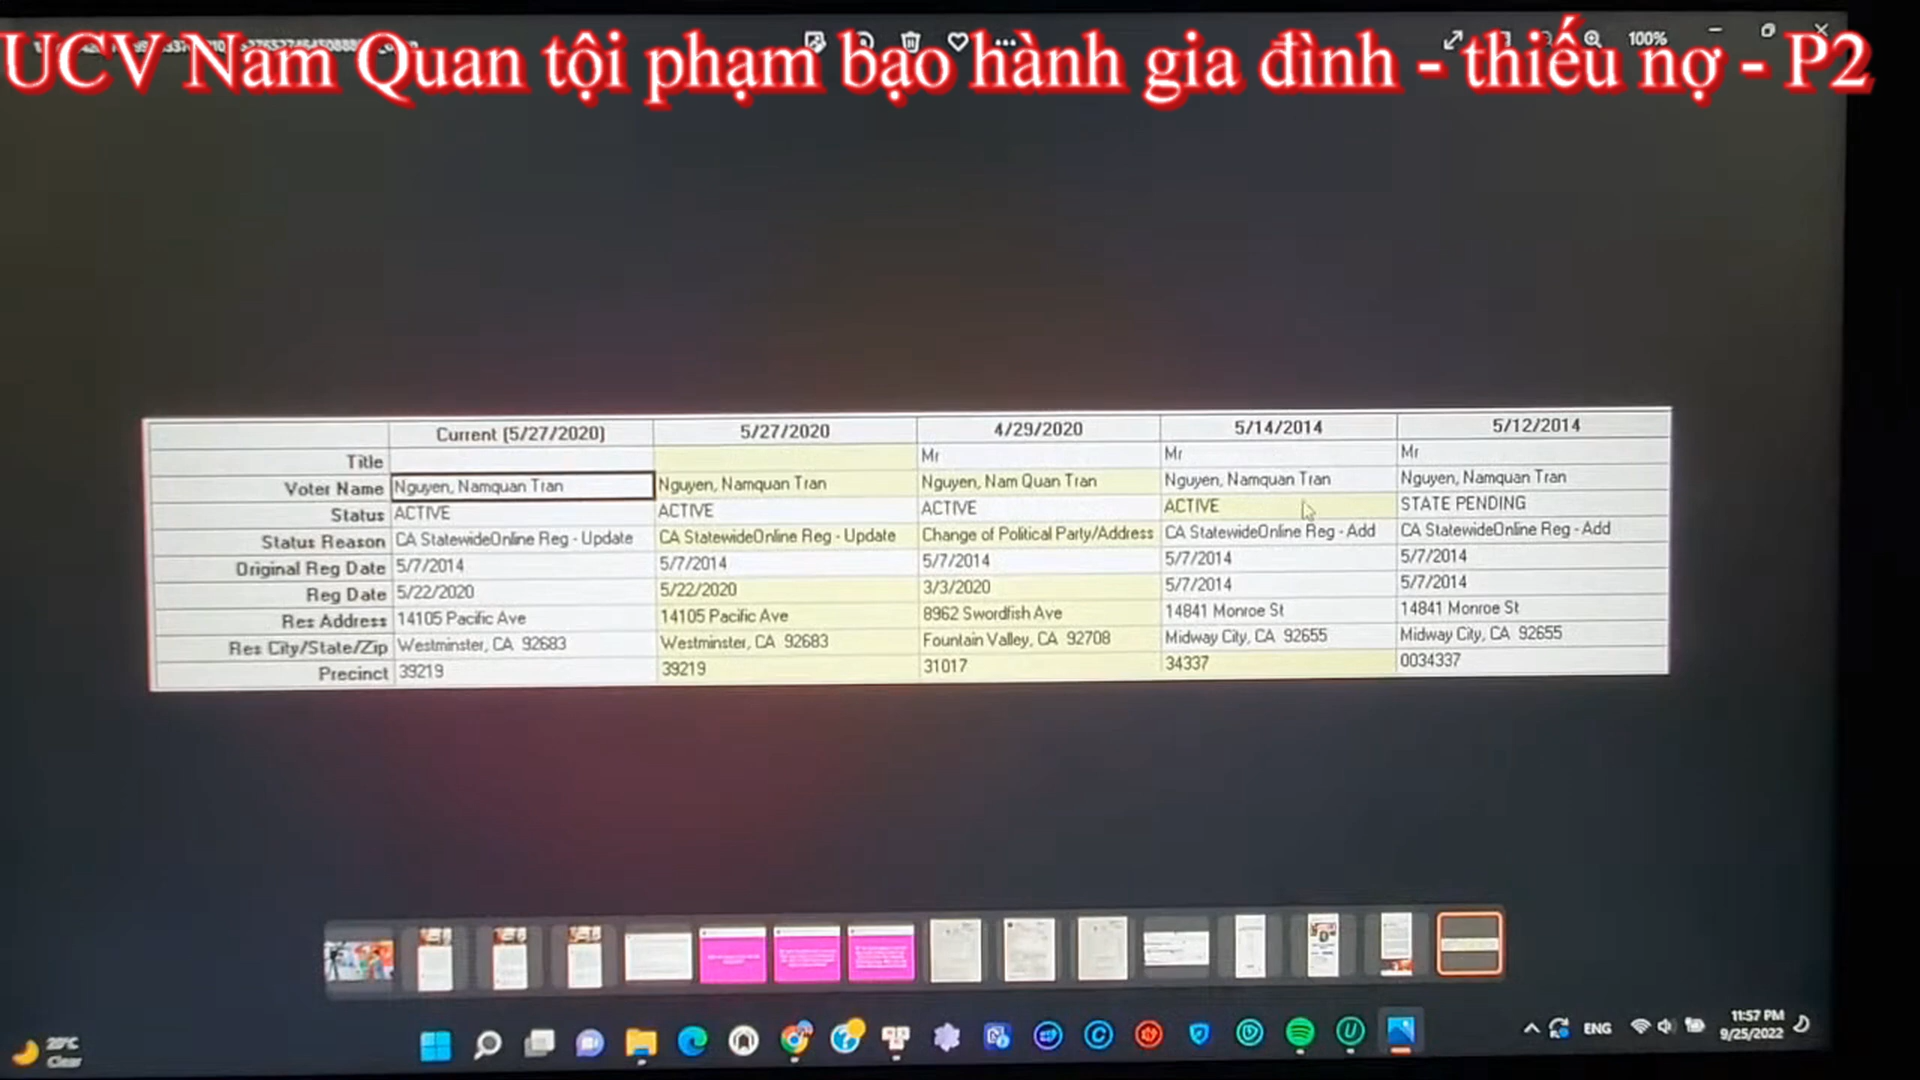 UCV Nam Quan tội phạm bạo hành gia đình - thiếu nợ - P2
100%
Current (5/27/2020) 5/27/2020 4/29/2020 5/14/2014 5/12/2014
Title Mr Mr Mr
Voter Name Nguyen, Namquan Tran Nguyen, Namquan Tran Nguyen, Nam Quan Tran Nguyen, Namquan Tran Nguyen, Namquan Tran
Status ACTIVE ACTIVE ACTIVE ACTIVE STATE PENDING
Status Reason CA StatewideOnline Reg - Update CA StatewideOnline Reg - Update Change of Political Party/Address CA StatewideOnline Reg - Add CA StatewideOnline Reg - Add
Original Reg Date 5/7/2014 5/7/2014 5/7/2014 5/7/2014 5/7/2014
Reg Date 5/22/2020 5/22/2020 3/3/2020 5/7/2014 5/7/2014
Res Address 14105 Pacific Ave 14105 Pacific Ave 8962 Swordfish Ave 14841 Monroe St 14841 Monroe St
Res City/State/Zip Westminster, CA 92683 Westminster, CA 92683 Fountain Valley, CA 92708 Midway City, CA 92655 Midway City, CA 92655
Precinct 39219 39219 31017 34337 0034337
Clear
ENG
11:57 PM
9/25/2022